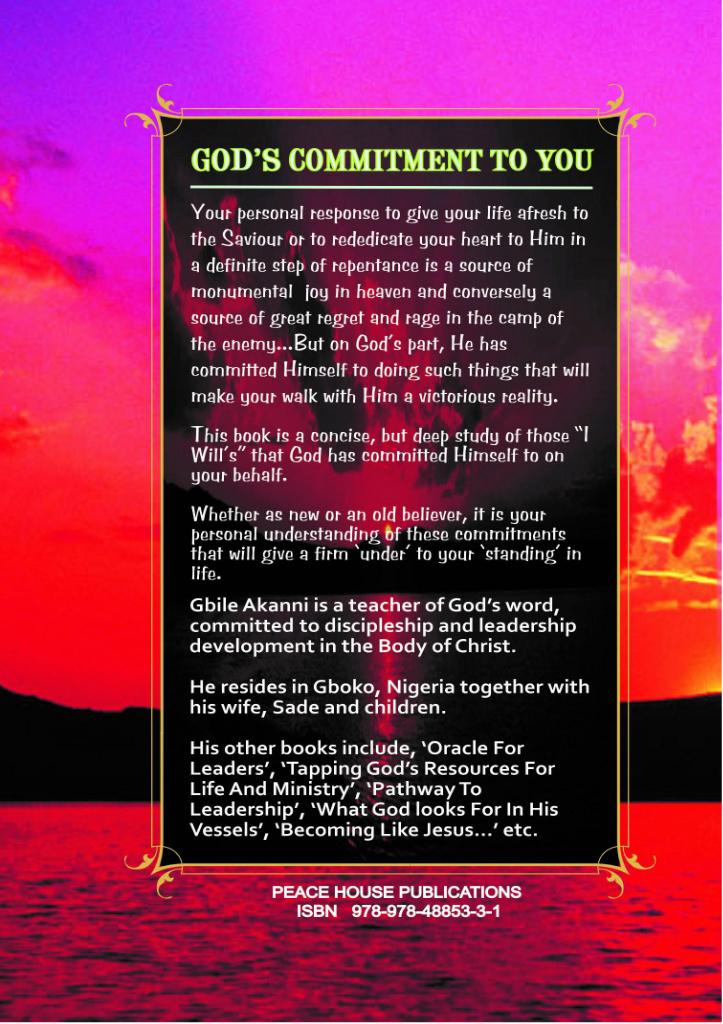 GOD'S COMMITMENT TO YOU
Your personal response to give your life afresh to
the Saviour or to rededicate your heart to Him in
a definite step of repentance is a source of
monumental joy in heaven and conversely a
source of great regret and rage in the camp of
the enemy...But on God's part, He has
committed Himself to doing such things that will
make your walk with Him a victorious reality.
This book is a concise, but deep study of those "I
Will's" that God has committed Himself to on
your behalf.
Whether as new or an old believer, it is your
personal understanding of these commitments
that will give a firm 'under' to your 'standing' in
life.
Gbile Akanni is a teacher of God's word,
committed to discipleship and leadership
development in the Body of Christ.
He resides in Gboko, Nigeria together with
his wife, Sade and children.
His other books include, 'Oracle For
Leaders', 'Tapping God's Resources For
Life And Ministry', 'Pathway To
Leadership', 'What God looks For In His
Vessels', 'Becoming Like Jesus...' etc.
PEACE HOUSE PUBLICATIONS
ISBN 978-978-48853-3-1